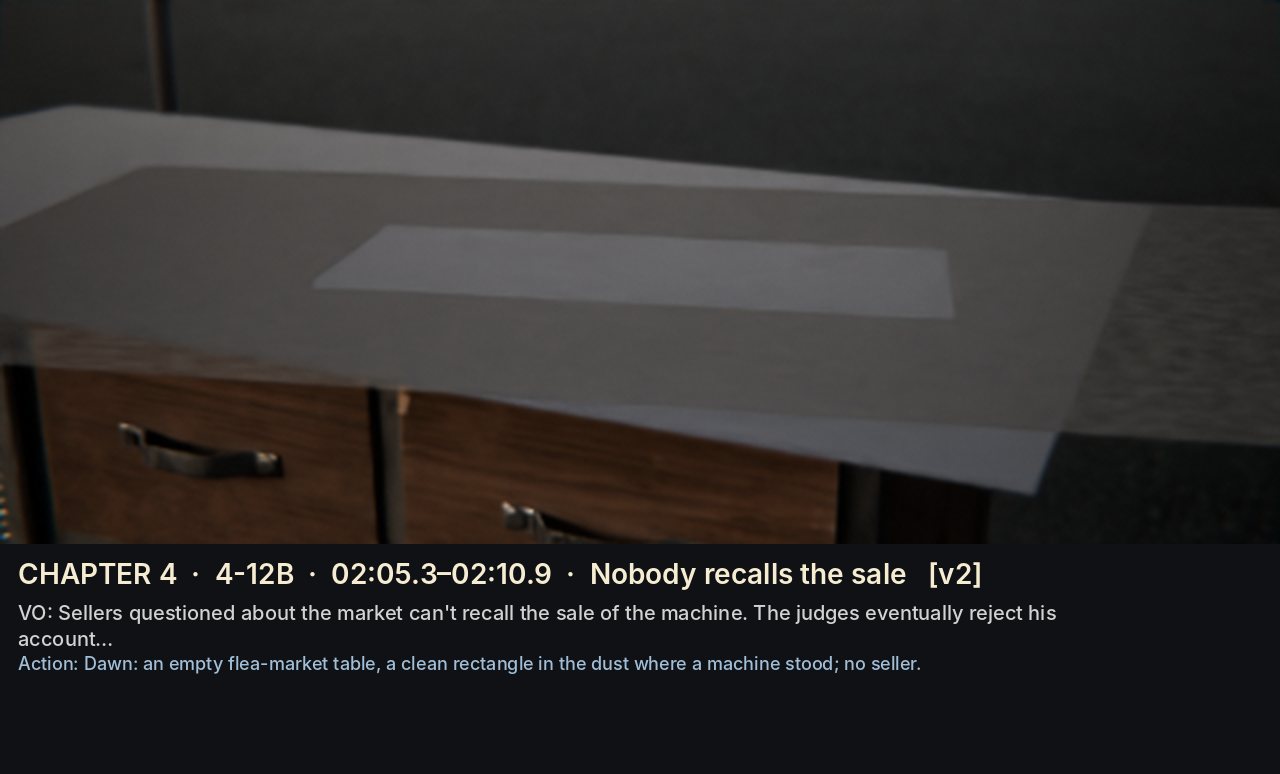 CHAPTER 4 · 4-12B · 02:05.3–02:10.9 · Nobody recalls the sale [v2]
VO: Sellers questioned about the market can't recall the sale of the machine. The judges eventually reject his
account...
Action: Dawn: an empty flea-market table, a clean rectangle in the dust where a machine stood; no seller.